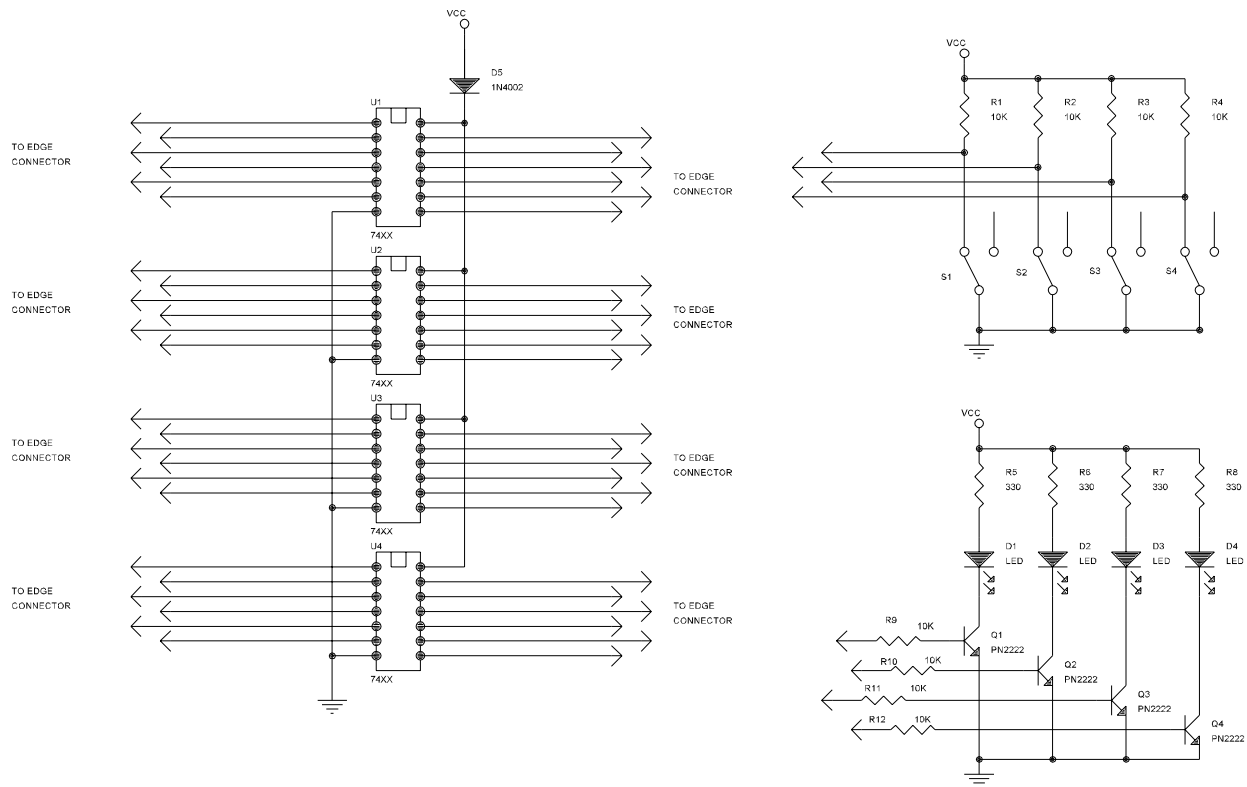 VCC
D5
1N4002
U1
TO EDGE
CONNECTOR
TO EDGE
CONNECTOR
74XX
U2
TO EDGE
CONNECTOR
TO EDGE
CONNECTOR
74XX
U3
TO EDGE
CONNECTOR
TO EDGE
CONNECTOR
74XX
U4
TO EDGE
CONNECTOR
TO EDGE
CONNECTOR
74XX
VCC
R1
10K
R2
10K
R3
10K
R4
10K
S1
S2
S3
S4
VCC
R5
330
R6
330
R7
330
R8
330
D1
LED
D2
LED
D3
LED
D4
LED
R9 10K
Q1
PN2222
R10 10K
Q2
PN2222
R11 10K
Q3
PN2222
R12 10K
Q4
PN2222